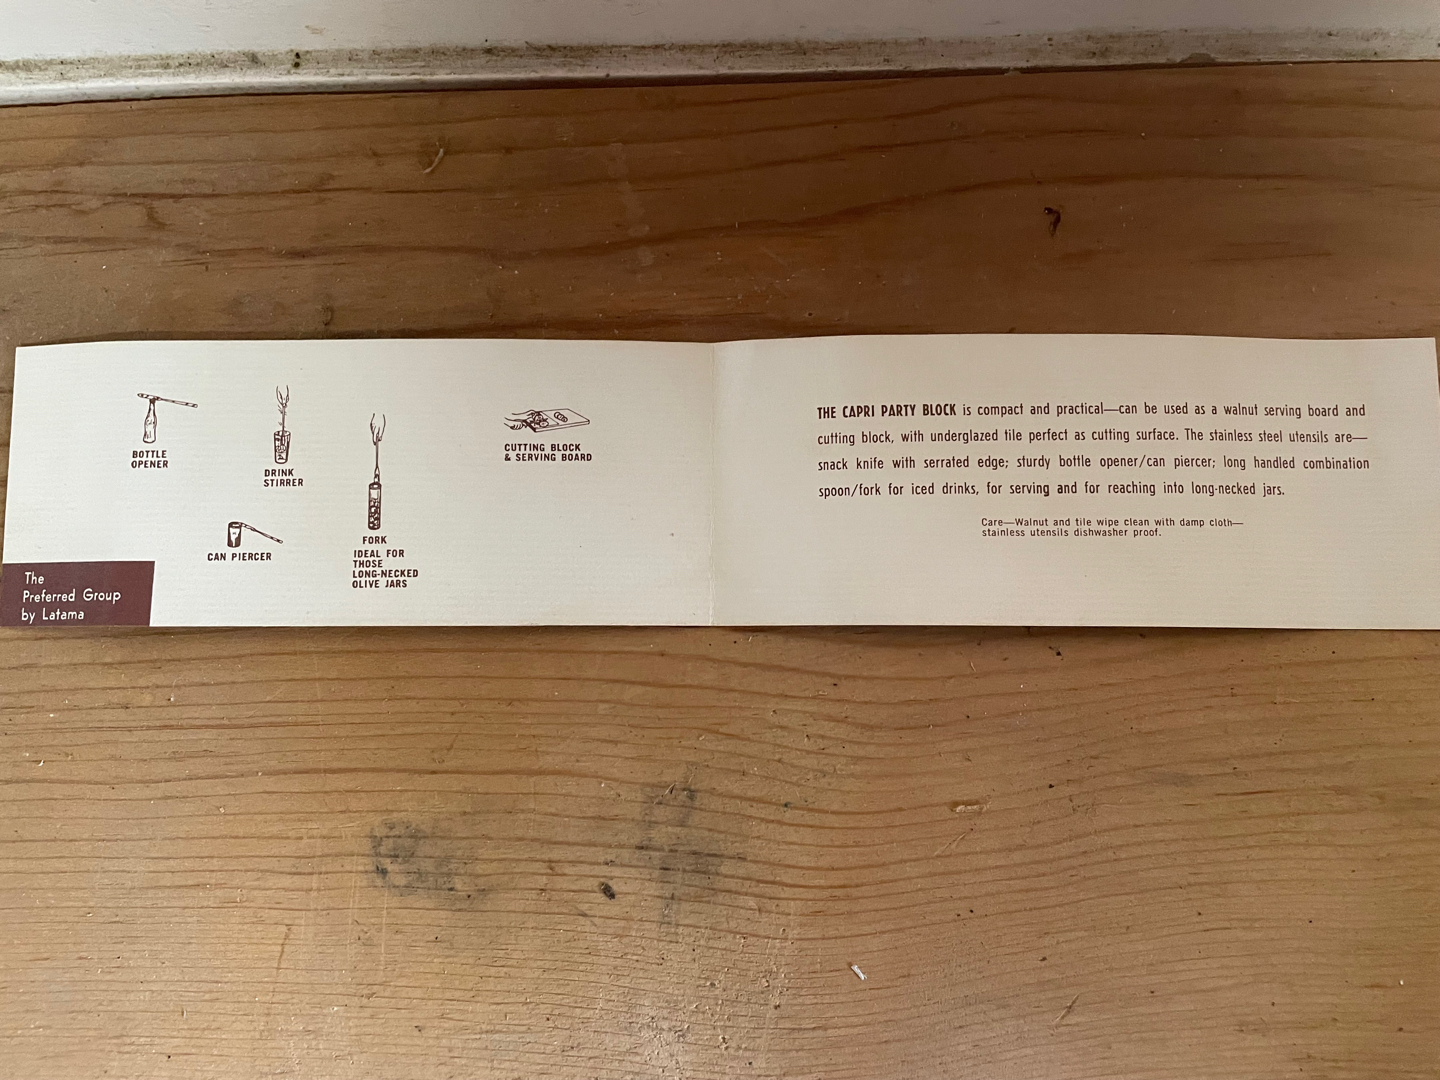 BOTTLE
OPENER
DRINK
STIRRER
CAN PIERCER
FORK
IDEAL FOR
THOSE
LONG-NECKED
OLIVE JARS
CUTTING BLOCK
& SERVING BOARD
The
Preferred Group
by Latama
THE CAPRI PARTY BLOCK is compact and practical—can be used as a walnut serving board and
cutting block, with underglazed tile perfect as cutting surface. The stainless steel utensils are—
snack knife with serrated edge; sturdy bottle opener/can piercer; long handled combination
spoon/fork for iced drinks, for serving and for reaching into long-necked jars.
Care—Walnut and tile wipe clean with damp cloth—
stainless utensils dishwasher proof.